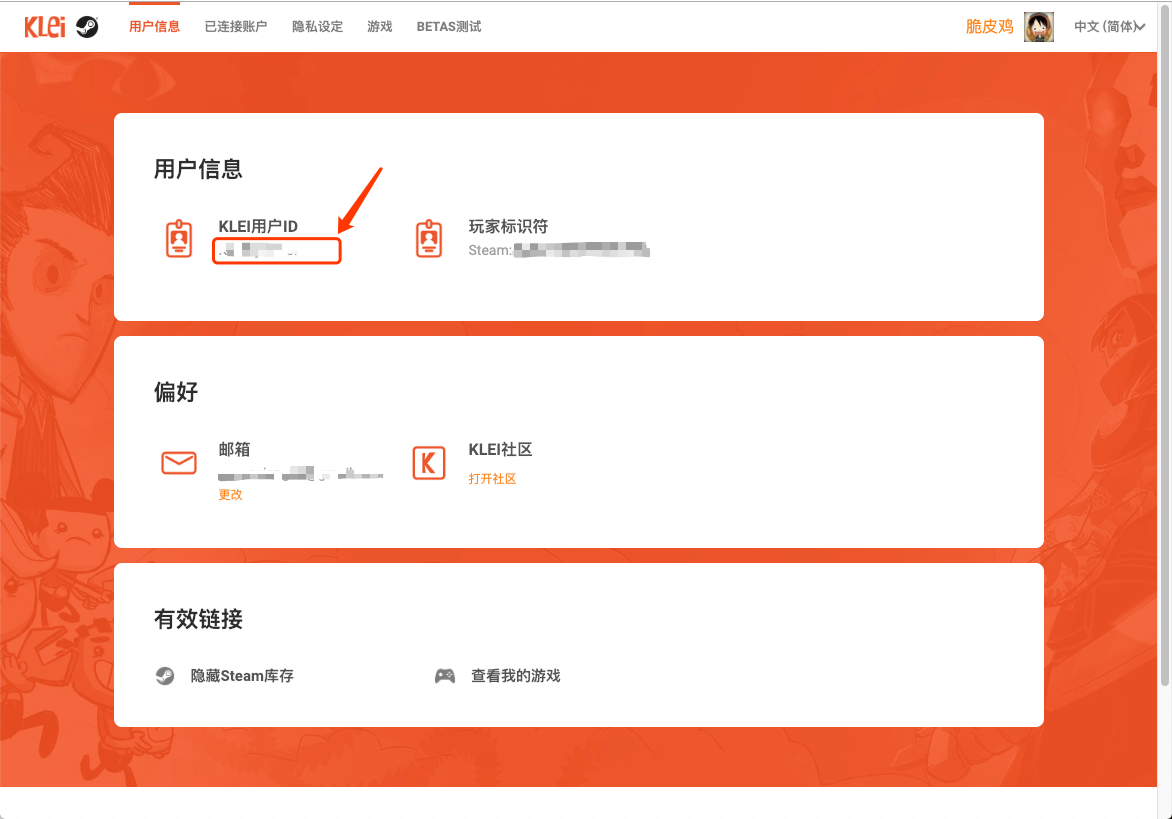 Klei
用户信息
已连接账户
隐私设定
游戏
BETAS测试
脆皮鸡
中文 (简体)
用户信息
KLEI用户ID
玩家标识符
Steam:
偏好
邮箱
更改
KLEI社区
打开社区
有效链接
隐藏Steam库存
查看我的游戏